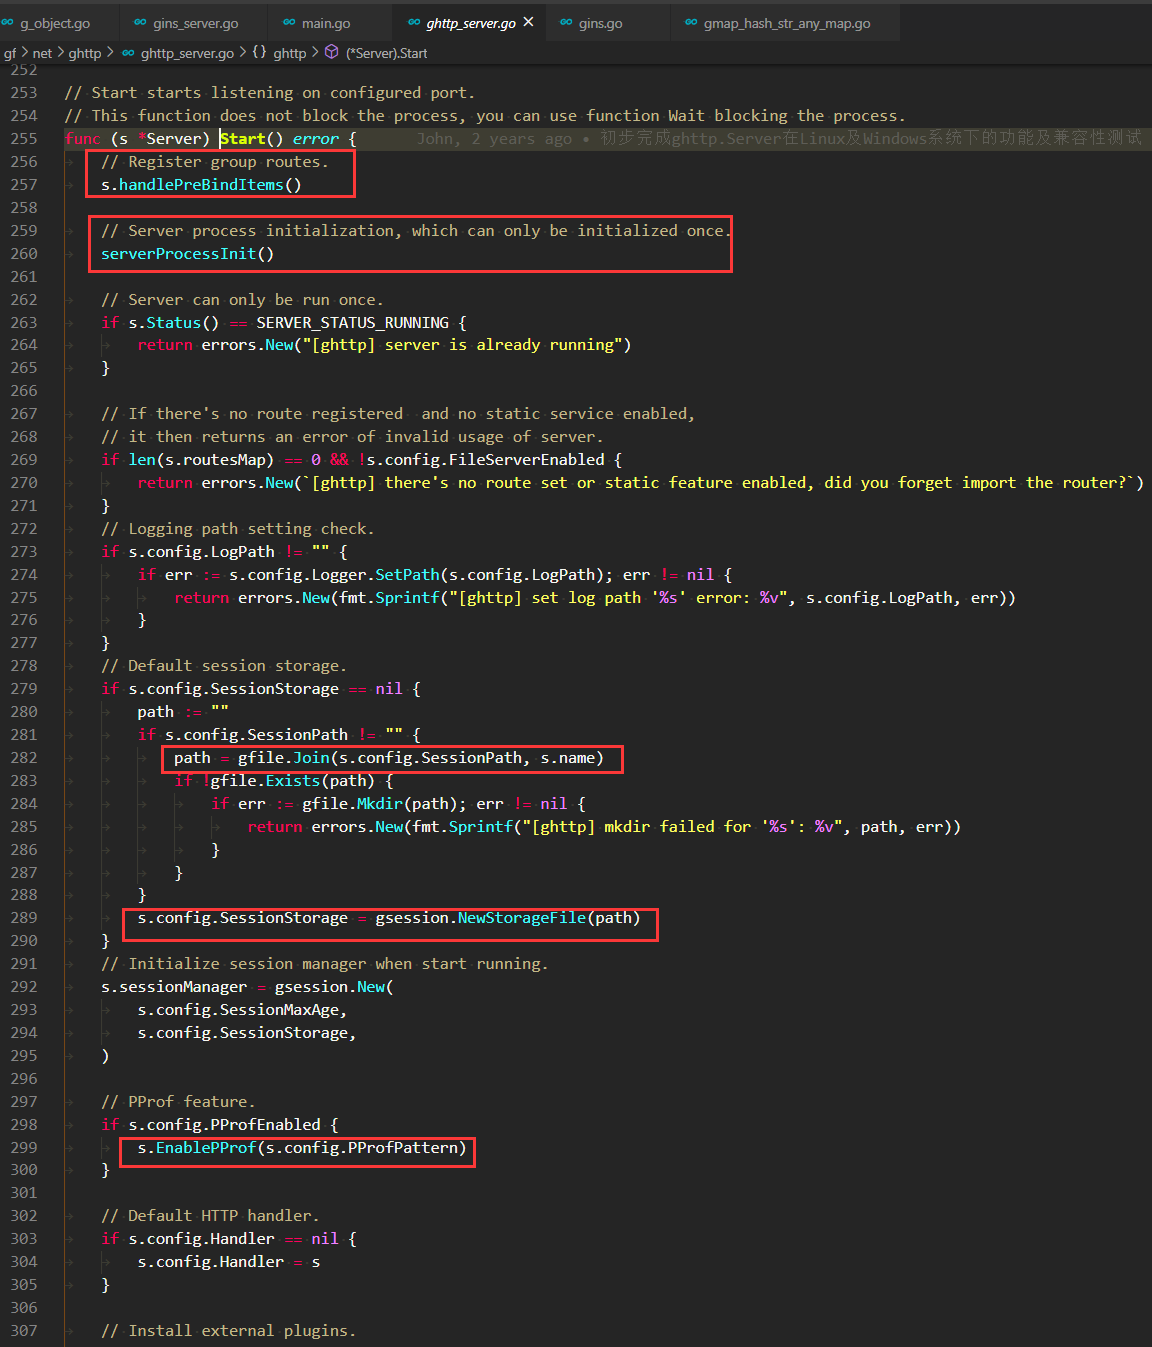 g_object.go gins_server.go main.go ghttp_server.go × gins.go gmap_hash_str_any_map.go
gf > net > ghttp > ghttp_server.go > {} ghttp > (*Server).Start
252
253 // Start starts listening on configured port.
254 // This function does not block the process, you can use function Wait blocking the process.
255 func (s *Server) Start() error { John, 2 years ago • 初步完成ghttp.Server在Linux及Windows系统下的功能及兼容性测试
256 // Register group routes.
257 s.handlePreBindItems()
258
259 // Server process initialization, which can only be initialized once.
260 serverProcessInit()
261
262 // Server can only be run once.
263 if s.Status() == SERVER_STATUS_RUNNING {
264 return errors.New("[ghttp] server is already running")
265 }
266
267 // If there's no route registered  and no static service enabled,
268 // it then returns an error of invalid usage of server.
269 if len(s.routesMap) == 0 && !s.config.FileServerEnabled {
270 return errors.New(`[ghttp] there's no route set or static feature enabled, did you forget import the router?`)
271 }
272 // Logging path setting check.
273 if s.config.LogPath != "" {
274 if err := s.config.Logger.SetPath(s.config.LogPath); err != nil {
275 return errors.New(fmt.Sprintf("[ghttp] set log path '%s' error: %v", s.config.LogPath, err))
276 }
277 }
278 // Default session storage.
279 if s.config.SessionStorage == nil {
280 path := ""
281 if s.config.SessionPath != "" {
282 path = gfile.Join(s.config.SessionPath, s.name)
283 if !gfile.Exists(path) {
284 if err := gfile.Mkdir(path); err != nil {
285 return errors.New(fmt.Sprintf("[ghttp] mkdir failed for '%s': %v", path, err))
286 }
287 }
288 }
289 s.config.SessionStorage = gsession.NewStorageFile(path)
290 }
291 // Initialize session manager when start running.
292 s.sessionManager = gsession.New(
293 s.config.SessionMaxAge,
294 s.config.SessionStorage,
295 )
296
297 // PProf feature.
298 if s.config.PProfEnabled {
299 s.EnablePProf(s.config.PProfPattern)
300 }
301
302 // Default HTTP handler.
303 if s.config.Handler == nil {
304 s.config.Handler = s
305 }
306
307 // Install external plugins.